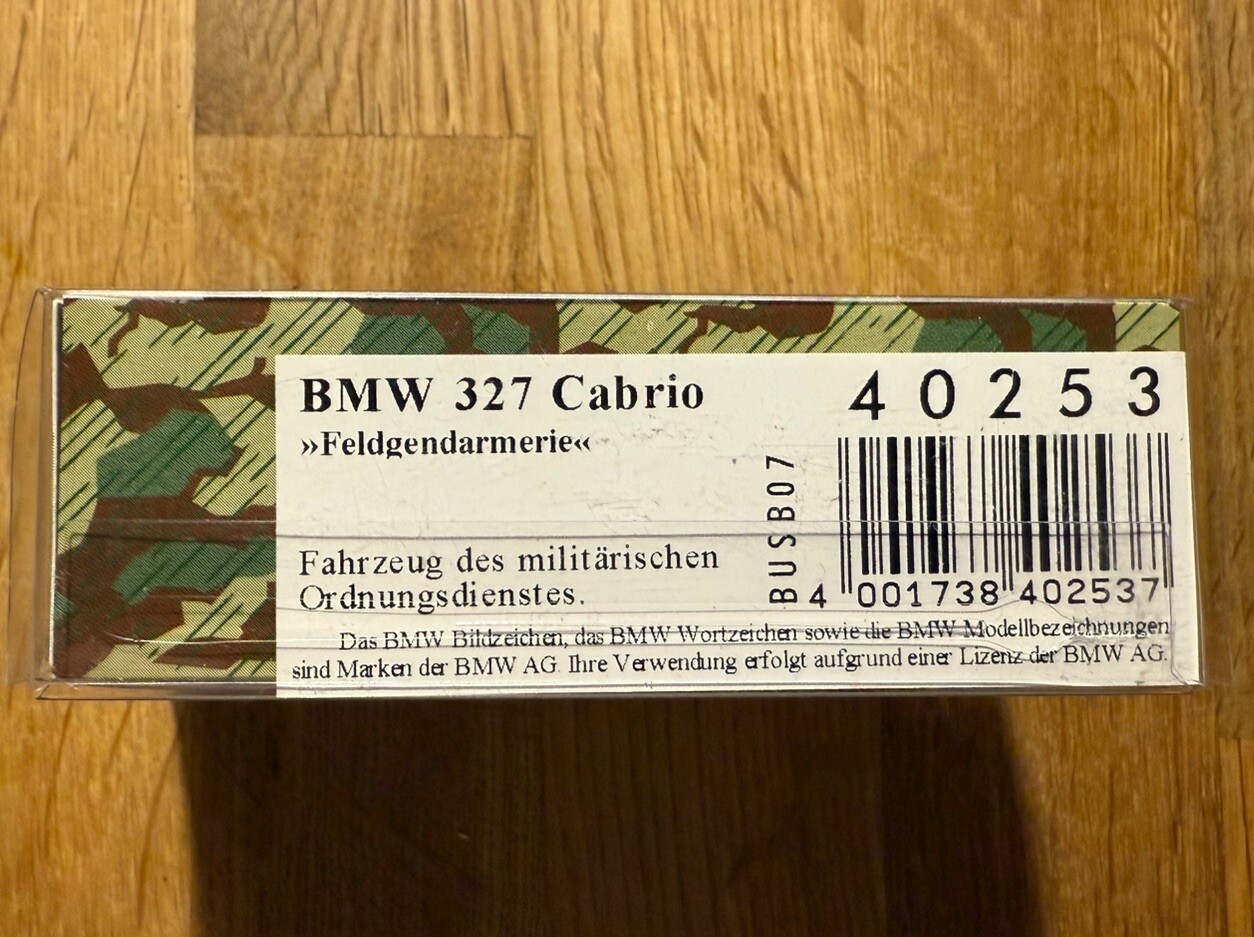 BMW 327 Cabrio
»Feldgendarmerie«
Fahrzeug des militärischen
Ordnungsdienstes.
40253
BUSB07
4 001738 402537
Das BMW Bildzeichen, das BMW Wortzeichen sowie die BMW Modellbezeichnungen
sind Marken der BMW AG. Ihre Verwendung erfolgt aufgrund einer Lizenz der BMW AG.